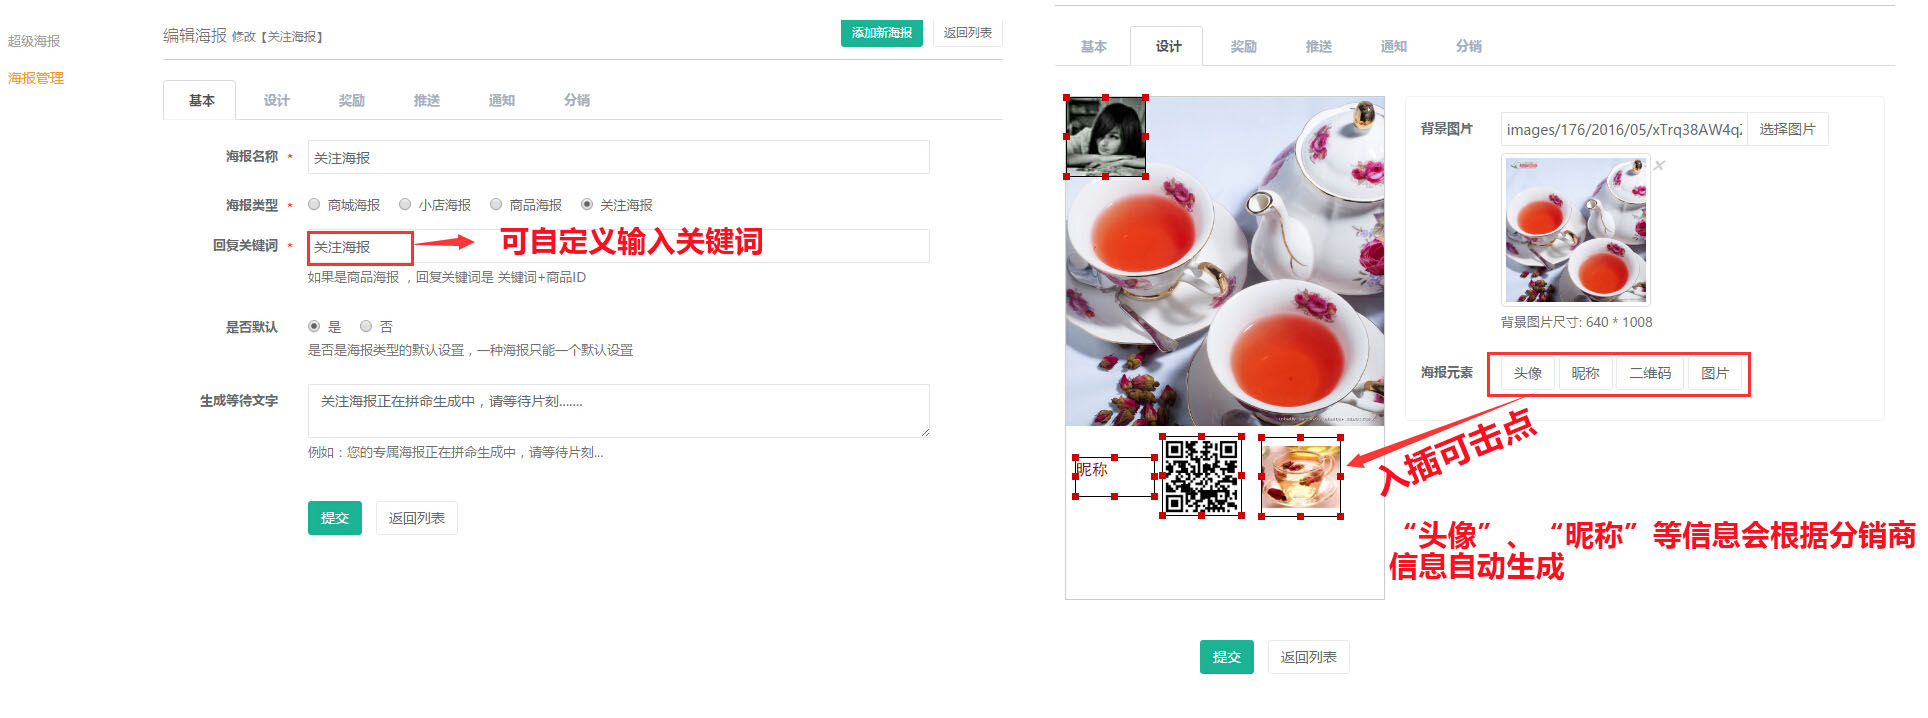 超级海报
海报管理
编辑海报 修改【关注海报】
添加新海报
返回列表
基本 设计 奖励 推送 通知 分销
海报名称 * 关注海报
海报类型 * 商城海报 小店海报 商品海报 关注海报
回复关键词 * 关注海报
可自定义输入关键词
如果是商品海报 ，回复关键词是 关键词+商品ID
是否默认 是 否
是否是海报类型的默认设置，一种海报只能一个默认设置
生成等待文字 关注海报正在拼命生成中，请等待片刻.......
例如：您的专属海报正在拼命生成中，请等待片刻...
提交 返回列表
基本 设计 奖励 推送 通知 分销
背景图片 images/176/2016/05/xTrq38AW4q 选择图片
×
背景图片尺寸: 640 * 1008
海报元素 头像 昵称 二维码 图片
昵称
入插可击点
“头像”、“昵称”等信息会根据分销商
信息自动生成
提交 返回列表